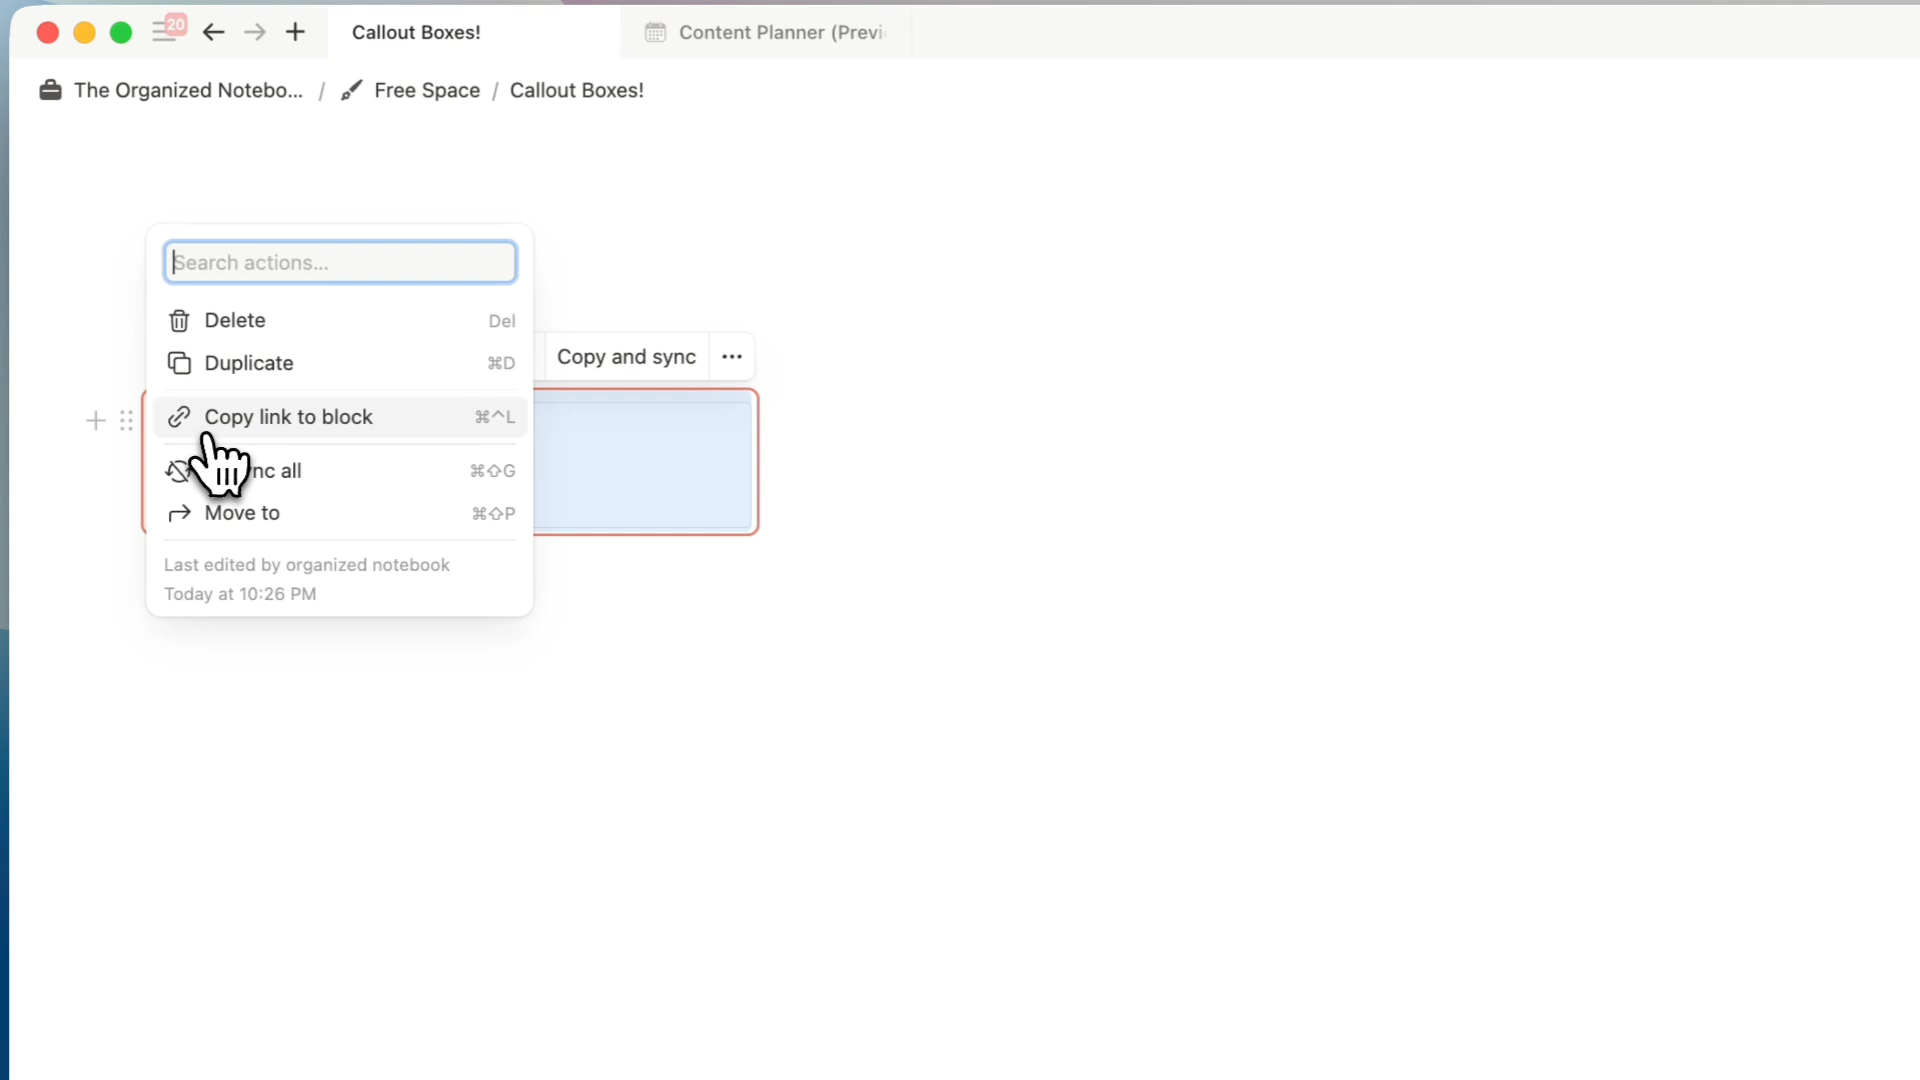 20
Callout Boxes!
Content Planner (Previ
The Organized Notebo... / Free Space / Callout Boxes!
Search actions...
Delete Del
Duplicate ⌘D
Copy and sync
Copy link to block ⌘^L
all ⌘⇧G
Move to ⌘⇧P
Last edited by organized notebook
Today at 10:26 PM